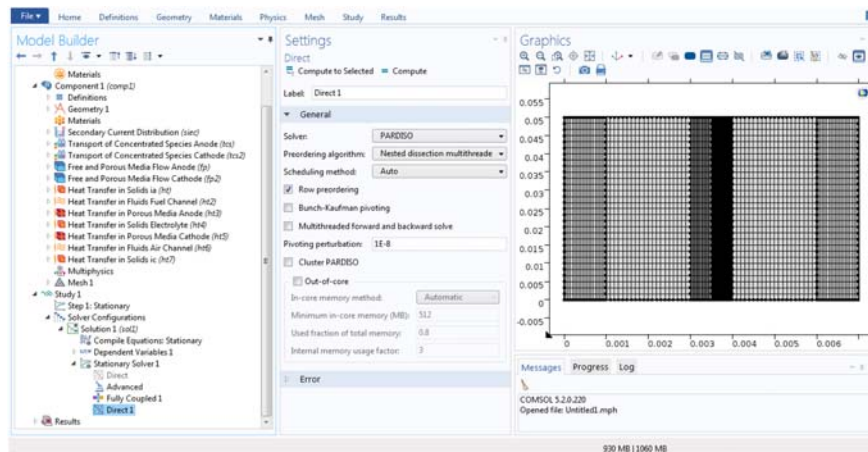 File Home Definitions Geometry Materials Physics Mesh Study Results
Model Builder
Materials
Component 1 (comp1)
Definitions
Geometry 1
Materials
Secondary Current Distribution (siec)
Transport of Concentrated Species Anode (tcs)
Transport of Concentrated Species Cathode (tcs2)
Free and Porous Media Flow Anode (fp)
Free and Porous Media Flow Cathode (fp2)
Heat Transfer in Solids ia (ht)
Heat Transfer in Fluids Fuel Channel (ht2)
Heat Transfer in Porous Media Anode (ht3)
Heat Transfer in Solids Electrolyte (ht4)
Heat Transfer in Porous Media Cathode (ht5)
Heat Transfer in Fluids Air Channel (ht6)
Heat Transfer in Solids ic (ht7)
Multiphysics
Mesh 1
Study 1
Step 1: Stationary
Solver Configurations
Solution 1 (sol1)
Compile Equations: Stationary
Dependent Variables 1
Stationary Solver 1
Direct
Advanced
Fully Coupled 1
Direct 1
Results
Settings
Direct
Compute to Selected = Compute
Label: Direct 1
General
Solver: PARDISO
Preordering algorithm: Nested dissection multithreade
Scheduling method: Auto
Row preordering
Bunch-Kaufman pivoting
Multithreaded forward and backward solve
Pivoting perturbation: 1E-8
Cluster PARDISO
Out-of-core
In-core memory method: Automatic
Minimum in-core memory (MB): 512
Used fraction of total memory: 0.8
Internal memory usage factor: 3
Error
Graphics
0.055
0.05
0.045
0.04
0.035
0.03
0.025
0.02
0.015
0.01
0.005
0
-0.005
0 0.001 0.002 0.003 0.004 0.005 0.006
Messages Progress Log
COMSOL 5.2.0.220
Opened file: Untitled1.mph
930 MB | 1060 MB